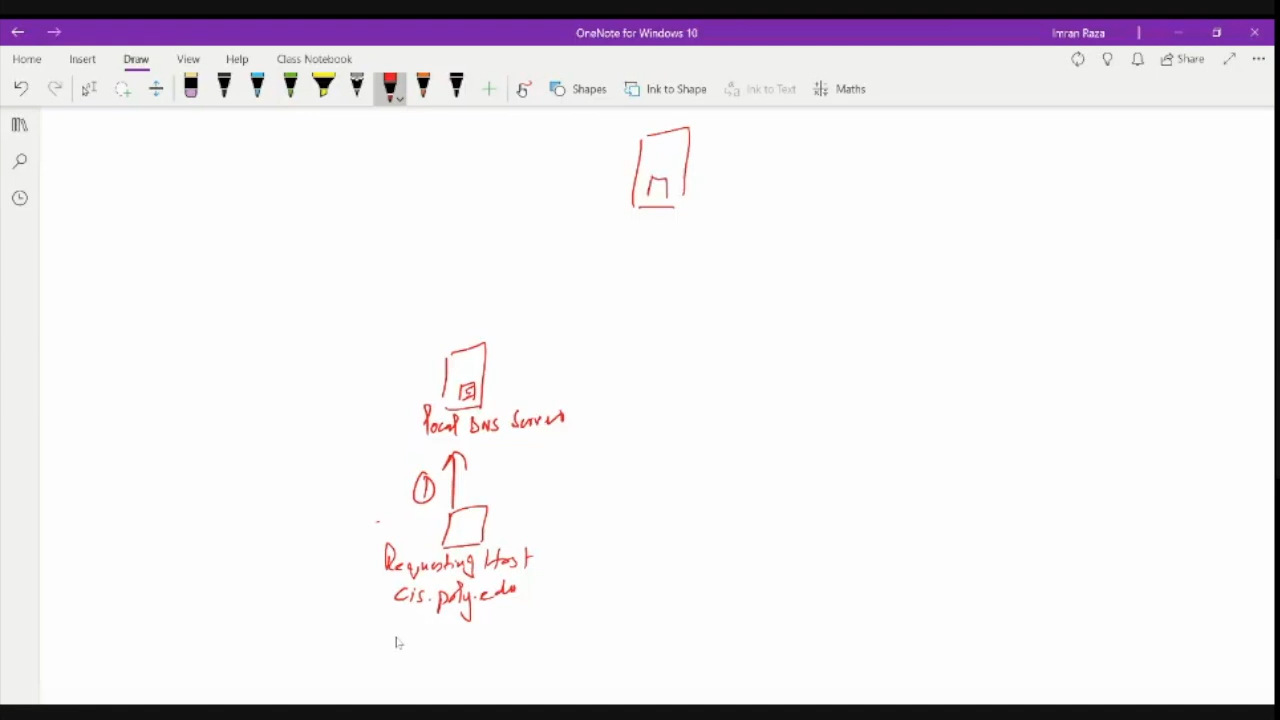 OneNote for Windows 10
Imran Raza
Home Insert Draw View Help Class Notebook
Share
Shapes Ink to Shape Ink to Text Maths
local DNS Server
1
Requesting Host
cis.poly.edu